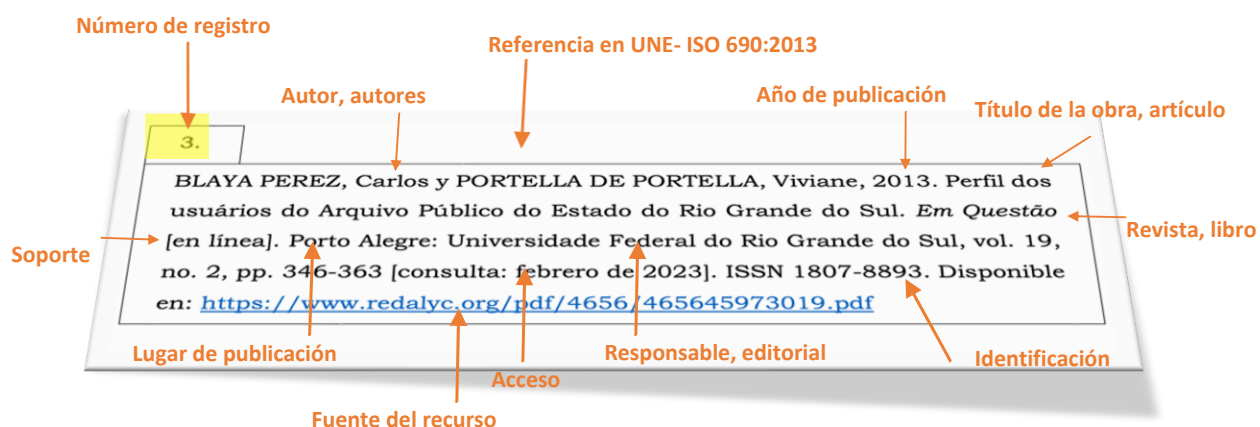 Número de registro
Referencia en UNE- ISO 690:2013
Autor, autores
Año de publicación
Título de la obra, artículo
3.
BLAYA PEREZ, Carlos y PORTELLA DE PORTELLA, Viviane, 2013. Perfil dos
usuários do Arquivo Público do Estado do Rio Grande do Sul. Em Questão
[en línea]. Porto Alegre: Universidade Federal do Rio Grande do Sul, vol. 19,
no. 2, pp. 346-363 [consulta: febrero de 2023]. ISSN 1807-8893. Disponible
en: https://www.redalyc.org/pdf/4656/465645973019.pdf
Revista, libro
Soporte
Lugar de publicación
Responsable, editorial
Identificación
Acceso
Fuente del recurso